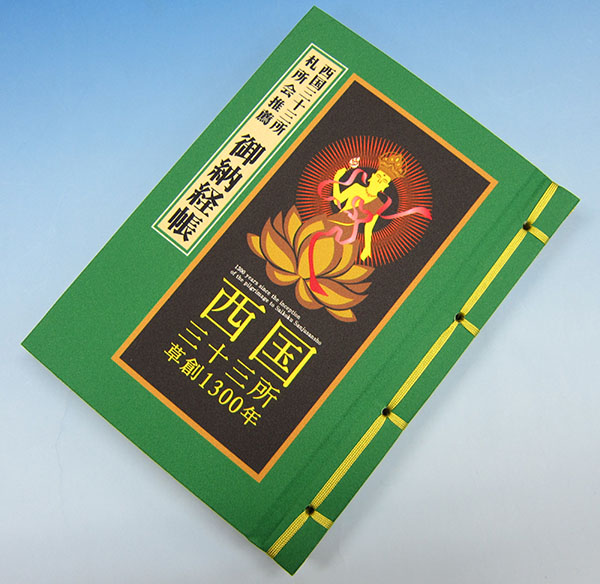 西国三十三所
札所会推薦
御納経帳
1300 years since the inception
of the pilgrimage to Saikoku Sanjusansho
西国
三十三所
草創1300年